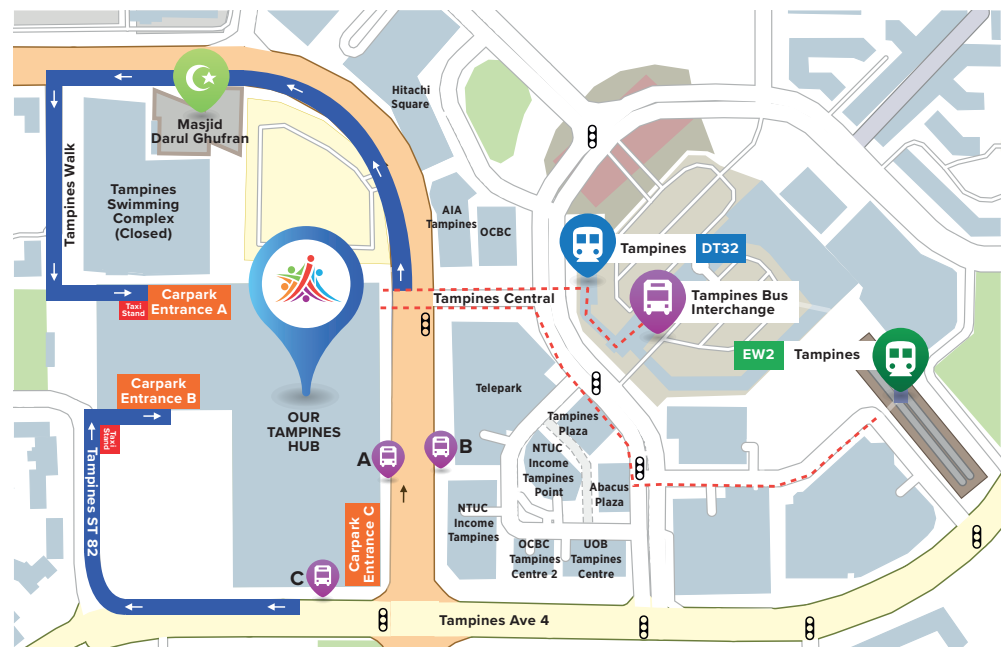 Hitachi
Square
Masjid
Darul Ghufran
Tampines Walk
Tampines
Swimming
Complex
(Closed)
AIA
Tampines
OCBC
Tampines
DT32
Tampines Bus
Interchange
Taxi
Stand
Carpark
Entrance A
Tampines Central
EW2
Tampines
Carpark
Entrance B
Taxi
Stand
Tampines ST 82
OUR
TAMPINES
HUB
Telepark
Tampines
Plaza
A
B
NTUC
Income
Tampines
Point
Abacus
Plaza
NTUC
Income
Tampines
Carpark
Entrance C
OCBC
Tampines
Centre 2
UOB
Tampines
Centre
C
Tampines Ave 4